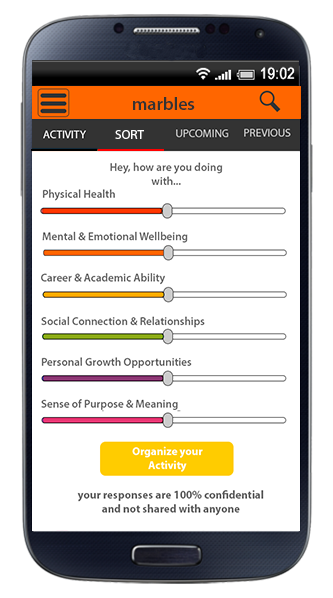 19:02
marbles
ACTIVITY SORT UPCOMING PREVIOUS
Hey, how are you doing
with...
Physical Health
Mental & Emotional Wellbeing
Career & Academic Ability
Social Connection & Relationships
Personal Growth Opportunities
Sense of Purpose & Meaning
Organize your
Activity
your responses are 100% confidential
and not shared with anyone